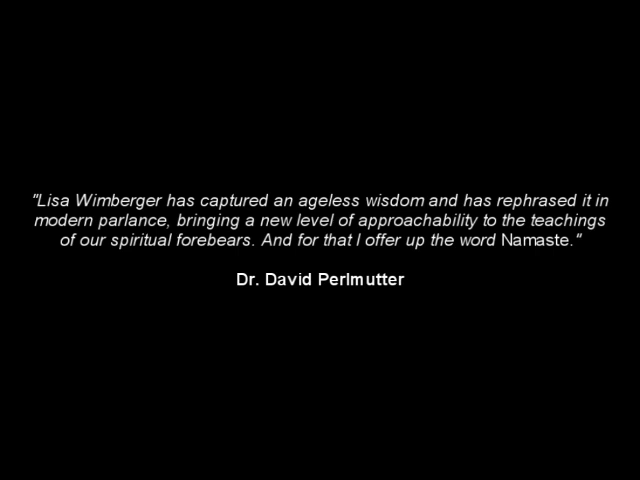 "Lisa Wimberger has captured an ageless wisdom and has rephrased it in
modern parlance, bringing a new level of approachability to the teachings
of our spiritual forebears. And for that I offer up the word Namaste."
Dr. David Perlmutter